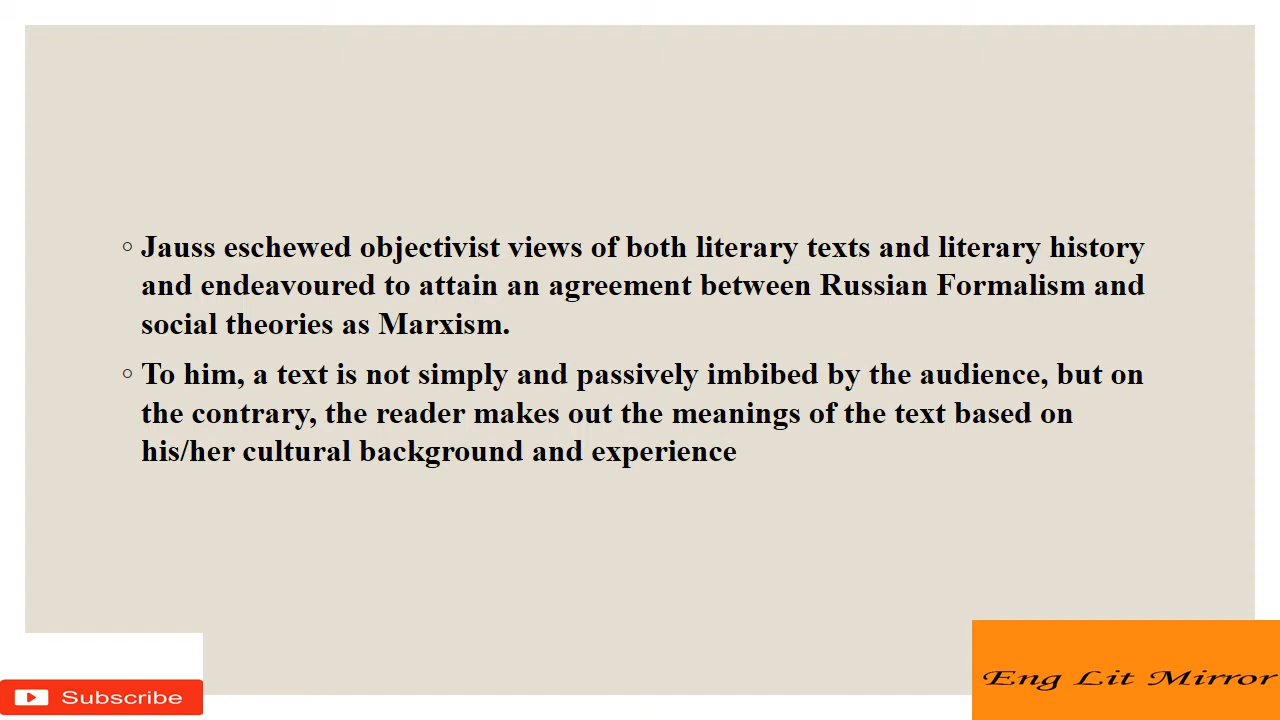 ◦ Jauss eschewed objectivist views of both literary texts and literary history
and endeavoured to attain an agreement between Russian Formalism and
social theories as Marxism.
◦ To him, a text is not simply and passively imbibed by the audience, but on
the contrary, the reader makes out the meanings of the text based on
his/her cultural background and experience
Subscribe
Eng Lit Mirror